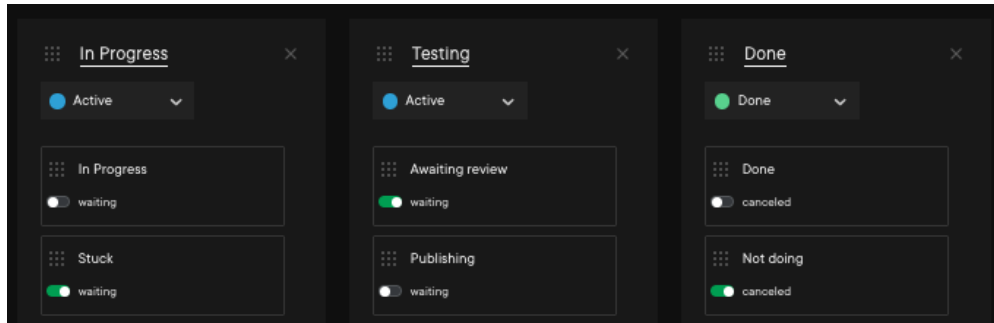 In Progress
Active
In Progress
waiting
Stuck
waiting
Testing
Active
Awaiting review
waiting
Publishing
waiting
Done
Done
Done
canceled
Not doing
canceled